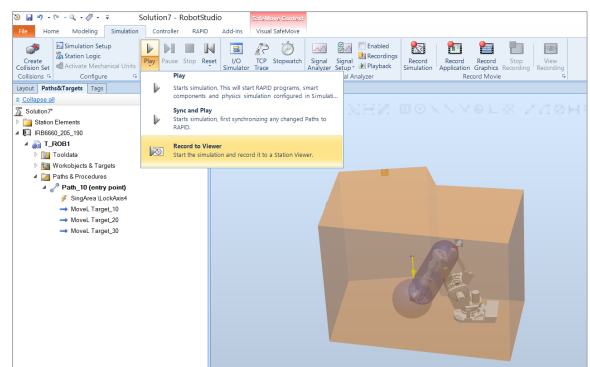 Solution7 - RobotStudio
SafeMove Context
File Home Modeling Simulation Controller RAPID Add-Ins Visual SafeMove
Create Collision Set
Collisions
Simulation Setup
Station Logic
Activate Mechanical Units
Configure
Play Pause Stop Reset
I/O Simulator
TCP Trace
Stopwatch
Signal Analyzer
Signal Setup
Enabled
Recordings
Playback
al Analyzer
Record Simulation
Record Application
Record Graphics
Stop Recording
View Recording
Record Movie
Play
Starts simulation. This will start RAPID programs, smart
components and physics simulation configured in Simulati...
Sync and Play
Starts simulation, first synchronizing any changed Paths to
RAPID.
Record to Viewer
Start the simulation and record it to a Station Viewer.
Layout Paths&Targets Tags
Collapse all
Solution7*
Station Elements
IRB6660_205_190
T_ROB1
Tooldata
Workobjects & Targets
Paths & Procedures
Path_10 (entry point)
SingArea \LockAxis4
MoveL Target_10
MoveL Target_20
MoveL Target_30